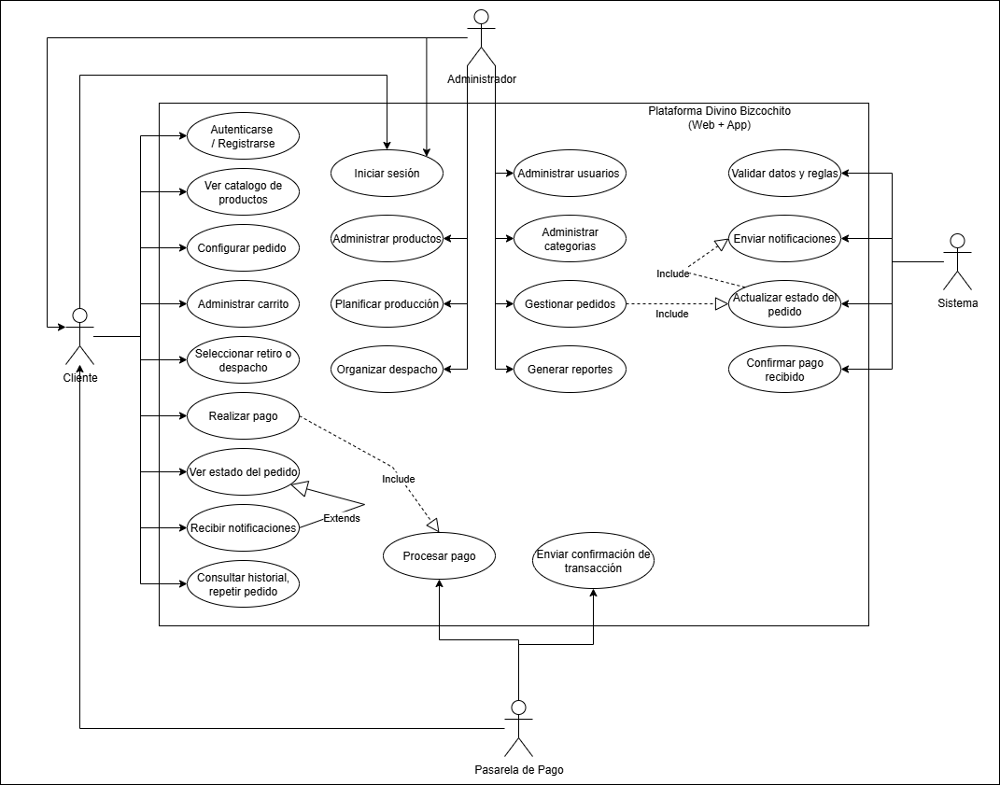 Administrador
Plataforma Divino Bizcochito
(Web + App)
Autenticarse
/ Registrarse
Ver catalogo de
productos
Configurar pedido
Administrar carrito
Seleccionar retiro o
despacho
Realizar pago
Ver estado del pedido
Recibir notificaciones
Consultar historial,
repetir pedido
Cliente
Extends
Include
Iniciar sesión
Administrar productos
Planificar producción
Organizar despacho
Administrar usuarios
Administrar
categorias
Gestionar pedidos
Generar reportes
Include
Include
Validar datos y reglas
Enviar notificaciones
Actualizar estado del
pedido
Confirmar pago
recibido
Sistema
Procesar pago
Enviar confirmación de
transacción
Pasarela de Pago